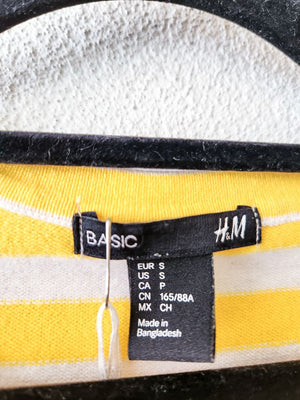 BASIC H&M
EUR S
US S
CA P
CN 165/88A
MX CH
Made in
Bangladesh